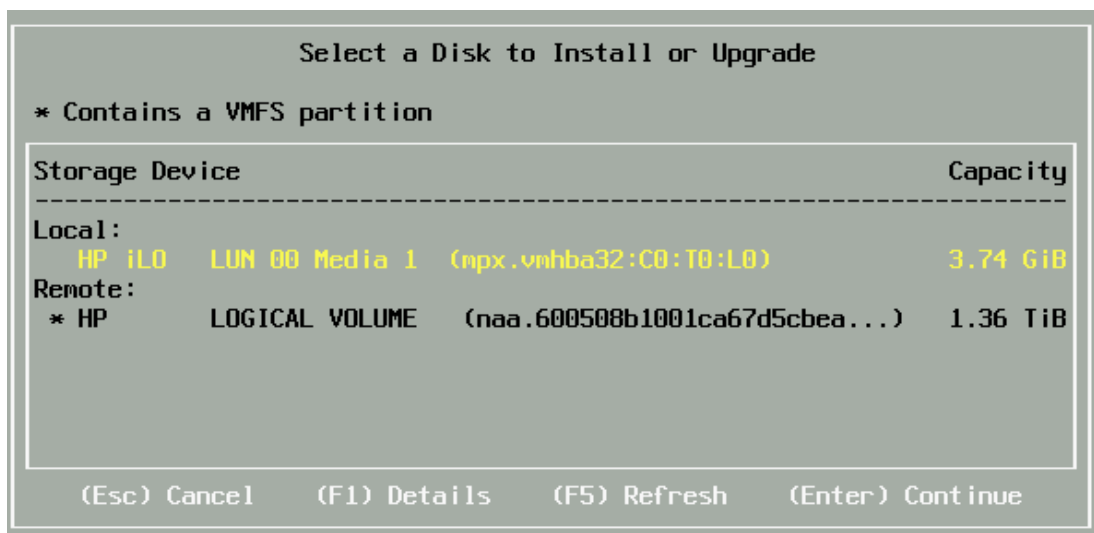 Select a Disk to Install or Upgrade
* Contains a VMFS partition
Storage Device Capacity
--------------------------------------------------------------------------------
Local:
HP iLO LUN 00 Media 1 (mpx.vmhba32:C0:T0:L0) 3.74 GiB
Remote:
* HP LOGICAL VOLUME (naa.600508b1001ca67d5cbea...) 1.36 TiB
(Esc) Cancel (F1) Details (F5) Refresh (Enter) Continue